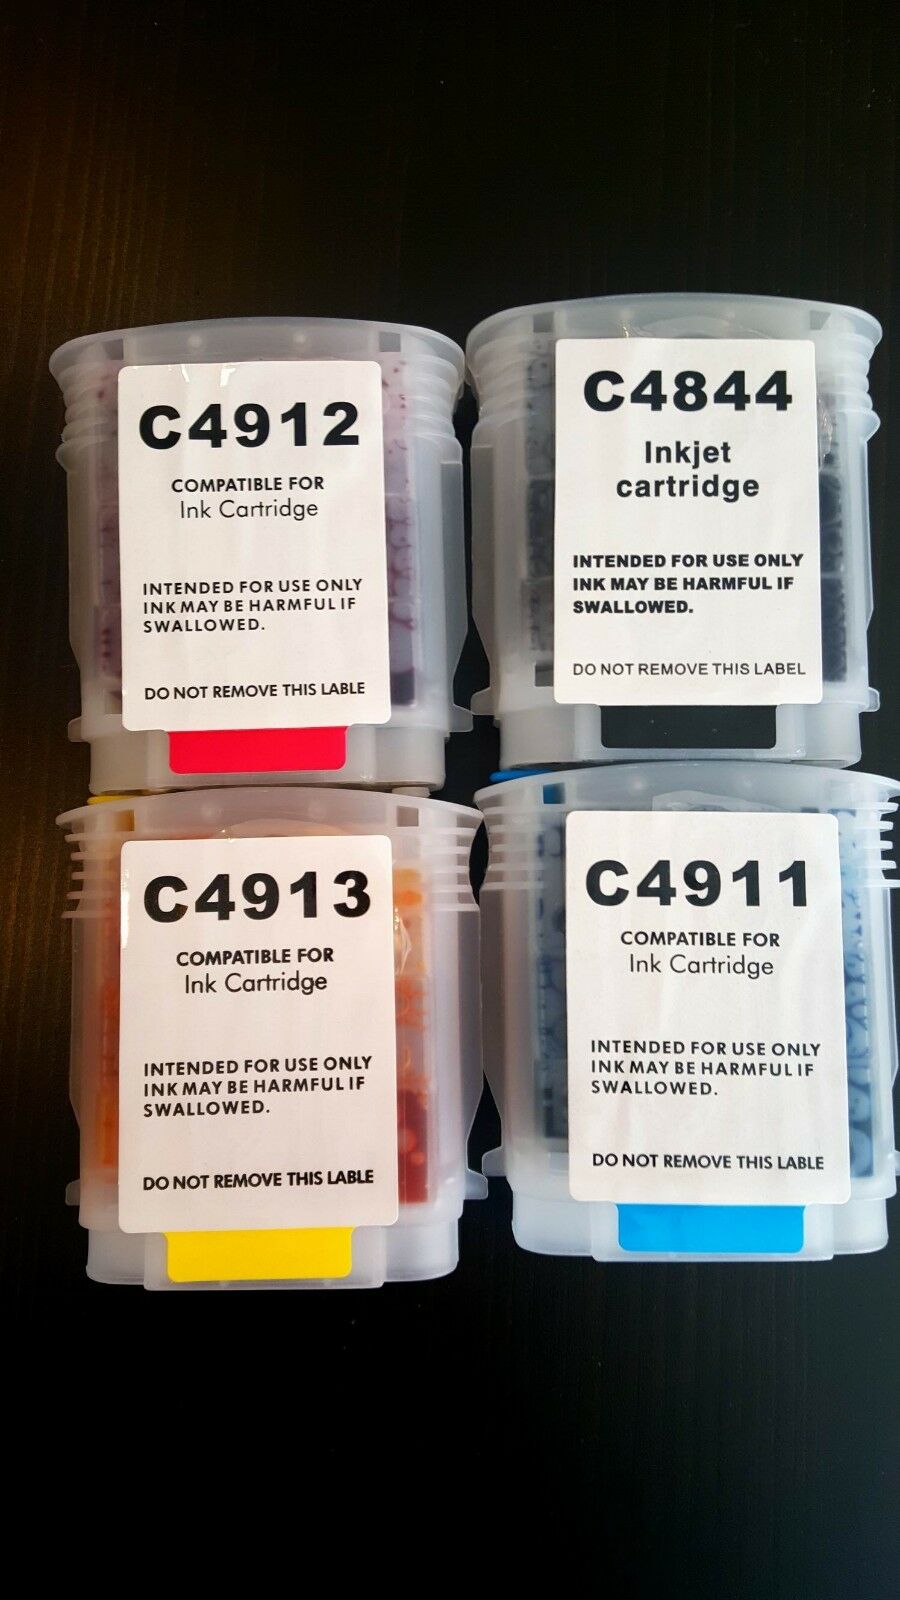 C4912
COMPATIBLE FOR
Ink Cartridge
INTENDED FOR USE ONLY
INK MAY BE HARMFUL IF
SWALLOWED.
DO NOT REMOVE THIS LABLE
C4844
Inkjet
cartridge
INTENDED FOR USE ONLY
INK MAY BE HARMFUL IF
SWALLOWED.
DO NOT REMOVE THIS LABEL
C4913
COMPATIBLE FOR
Ink Cartridge
INTENDED FOR USE ONLY
INK MAY BE HARMFUL IF
SWALLOWED.
DO NOT REMOVE THIS LABLE
C4911
COMPATIBLE FOR
Ink Cartridge
INTENDED FOR USE ONLY
INK MAY BE HARMFUL IF
SWALLOWED.
DO NOT REMOVE THIS LABLE